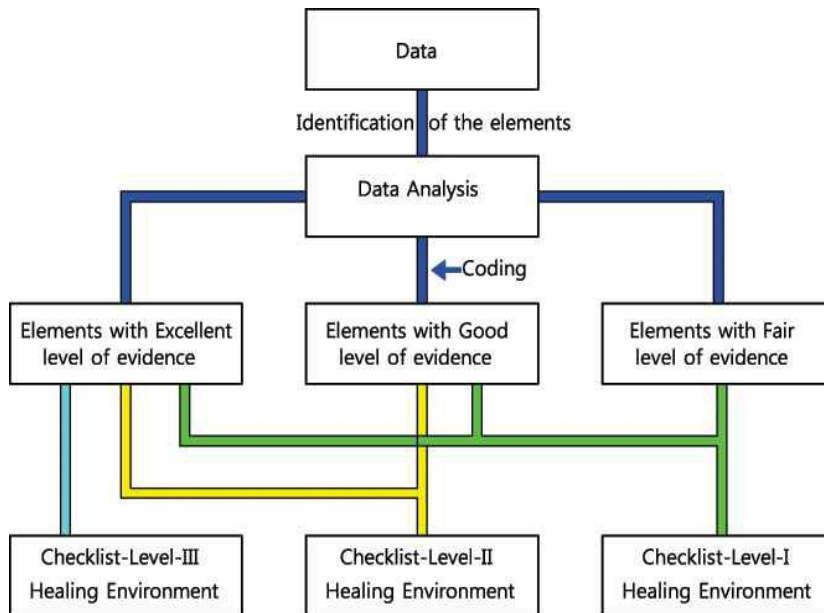 Data
Identification of the elements
Data Analysis
Coding
Elements with Excellent
level of evidence
Elements with Good
level of evidence
Elements with Fair
level of evidence
Checklist-Level-III
Healing Environment
Checklist-Level-II
Healing Environment
Checklist-Level-I
Healing Environment